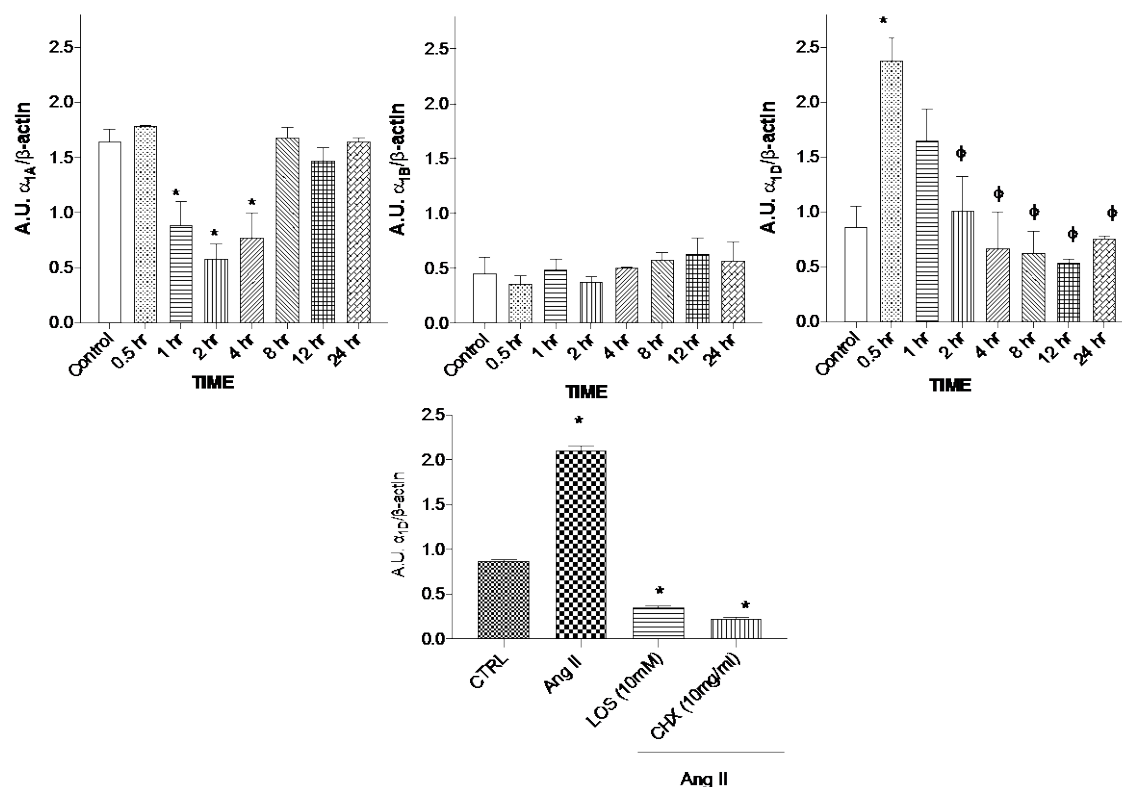 A.U. α1A/β-actin
2.5
2.0
1.5
1.0
0.5
0.0
*
*
*
Control
0.5 hr
1 hr
2 hr
4 hr
8 hr
12 hr
24 hr
TIME
A.U. α1B/β-actin
2.5
2.0
1.5
1.0
0.5
0.0
Control
0.5 hr
1 hr
2 hr
4 hr
8 hr
12 hr
24 hr
TIME
A.U. α1D/β-actin
2.5
2.0
1.5
1.0
0.5
0.0
*
ϕ
ϕ
ϕ
ϕ
ϕ
Control
0.5 hr
1 hr
2 hr
4 hr
8 hr
12 hr
24 hr
TIME
A.U. α1D/β-actin
2.5
2.0
1.5
1.0
0.5
0.0
*
*
*
CTRL
Ang II
LOS (10mM)
CHX (10mg/ml)
Ang II